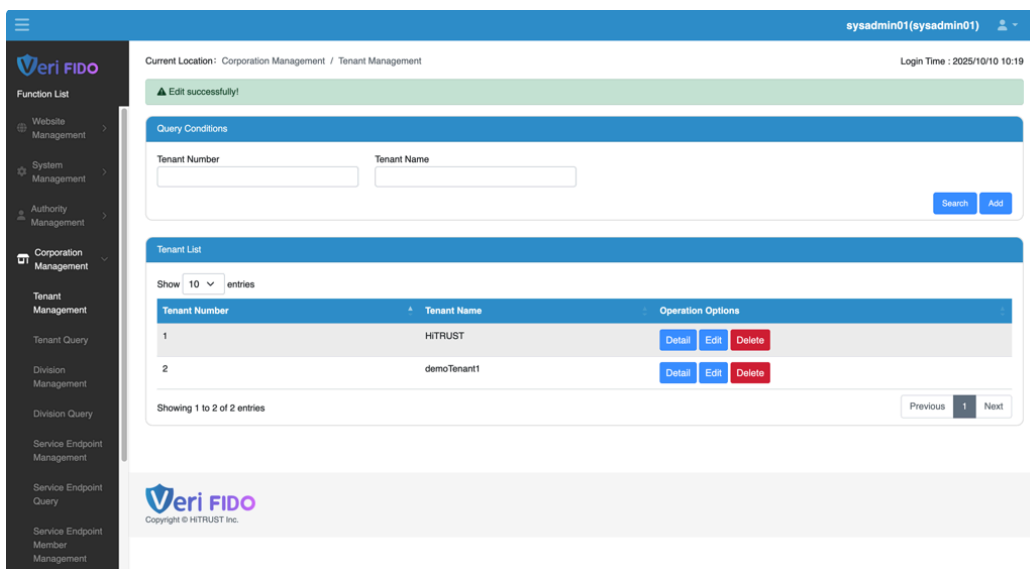 sysadmin01(sysadmin01)
Veri FIDO
Function List
Website
Management
System
Management
Authority
Management
Corporation
Management
Tenant
Management
Tenant Query
Division
Management
Division Query
Service Endpoint
Management
Service Endpoint
Query
Service Endpoint
Member
Management
Current Location: Corporation Management / Tenant Management
Login Time : 2025/10/10 10:19
Edit successfully!
Query Conditions
Tenant Number Tenant Name
Search Add
Tenant List
Show 10 entries
Tenant Number Tenant Name Operation Options
1 HiTRUST Detail Edit Delete
2 demoTenant1 Detail Edit Delete
Showing 1 to 2 of 2 entries
Previous 1 Next
Veri FIDO
Copyright © HiTRUST Inc.